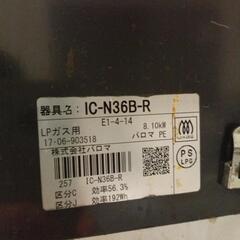 器具名：IC-N36B-R
E1-4-14
LPガス用 8.10kW
17・06-903518 パロマ PE
株式会社パロマ
257 IC-N36B-R
区分C 効率56.3%
区分J 効率192Wh
PS
LPG